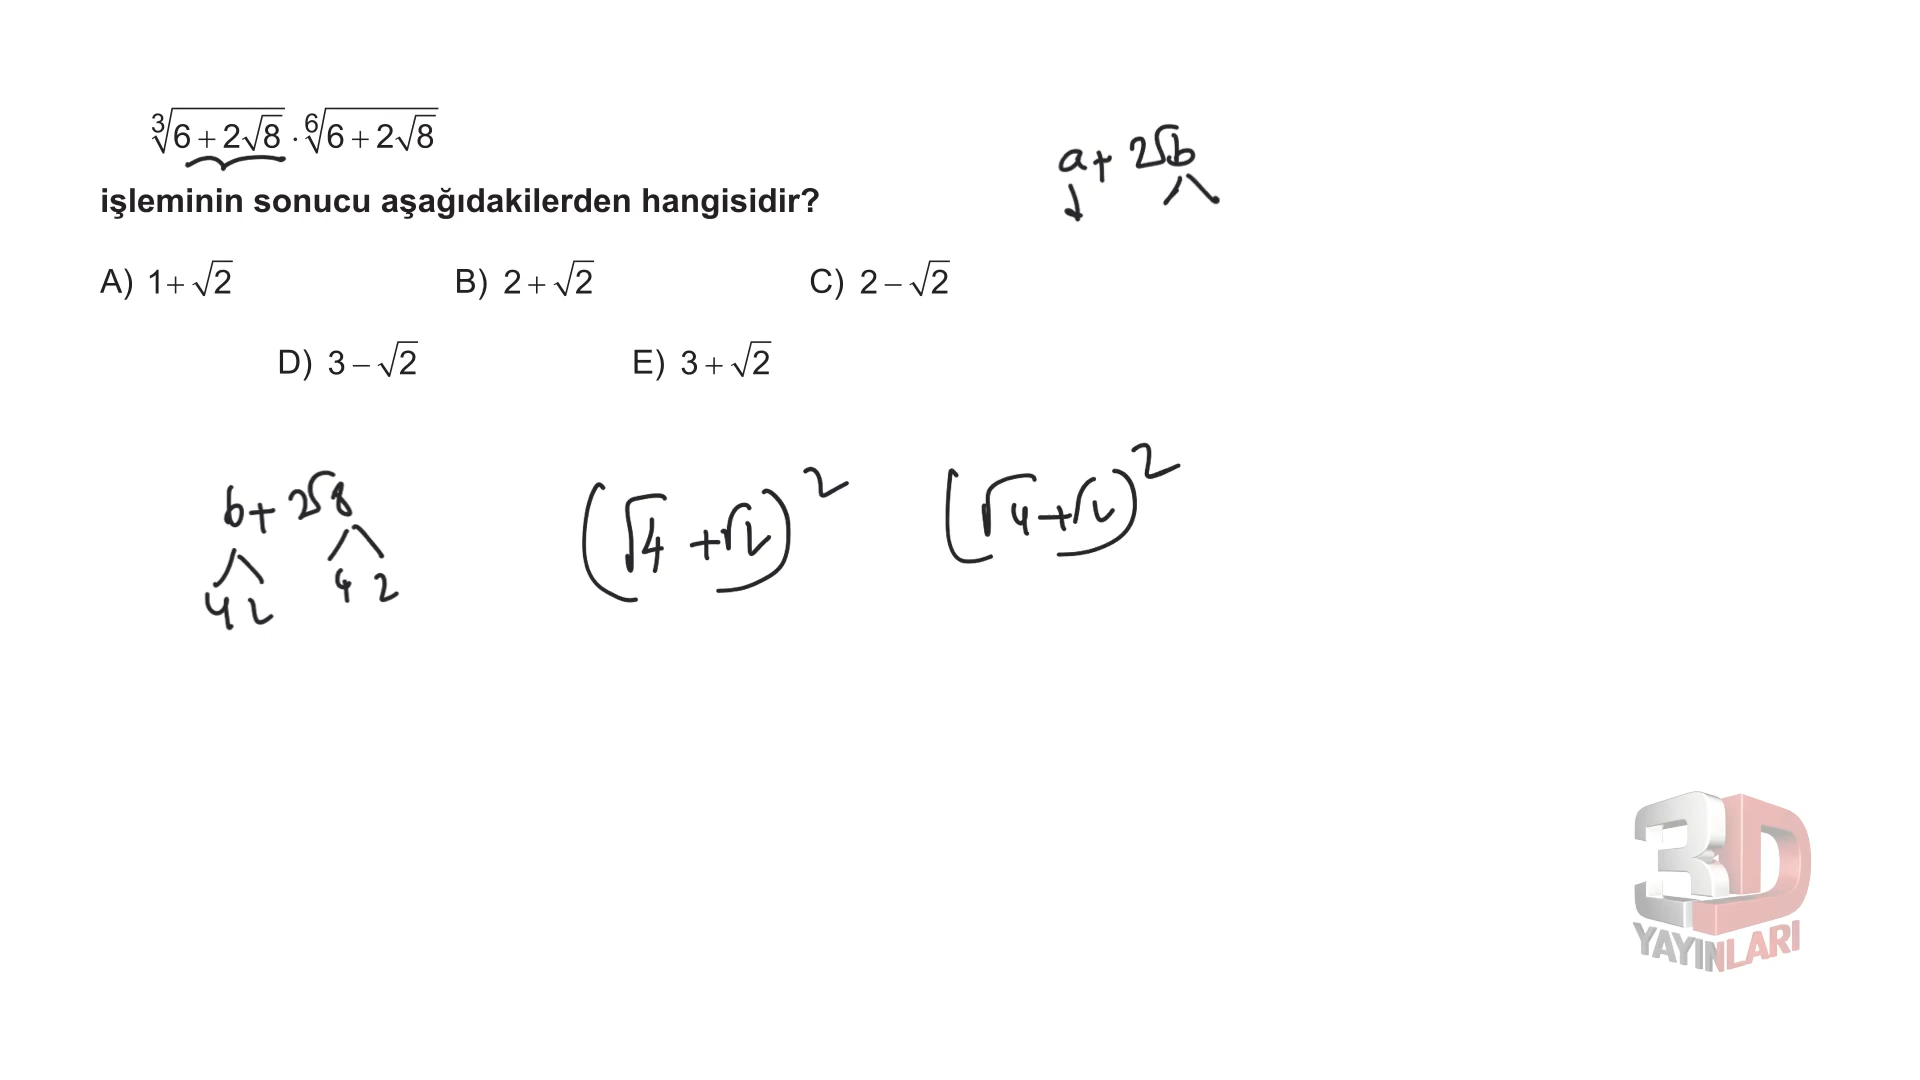 ∛(6 + 2√8) · ⁶√(6 + 2√8)
a + 2√b
işleminin sonucu aşağıdakilerden hangisidir?
A) 1 + √2 B) 2 + √2 C) 2 − √2
D) 3 − √2 E) 3 + √2
6 + 2√8 (√4 + √2)² (√4 + √2)²
4 2 4 2
3D
YAYINLARI